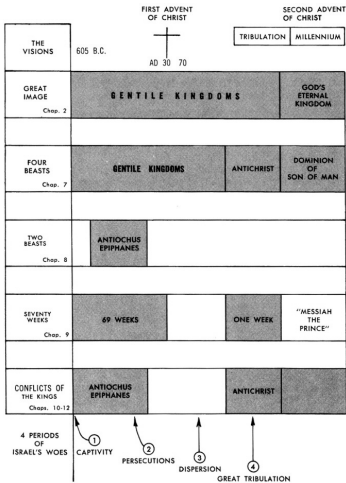 FIRST ADVENT
OF CHRIST
SECOND ADVENT
OF CHRIST
THE
VISIONS
605 B.C.
AD 30 70
TRIBULATION
MILLENNIUM
GREAT
IMAGE
Chap. 2
GENTILE KINGDOMS
GOD'S
ETERNAL
KINGDOM
FOUR
BEASTS
Chap. 7
GENTILE KINGDOMS
ANTICHRIST
DOMINION
OF
SON OF MAN
TWO
BEASTS
Chap. 8
ANTIOCHUS
EPIPHANES
SEVENTY
WEEKS
Chap. 9
69 WEEKS
ONE WEEK
"MESSIAH
THE
PRINCE"
CONFLICTS OF
THE KINGS
Chaps. 10-12
ANTIOCHUS
EPIPHANES
ANTICHRIST
4 PERIODS
OF
ISRAEL'S WOES
1
CAPTIVITY
2
PERSECUTIONS
3
DISPERSION
4
GREAT TRIBULATION